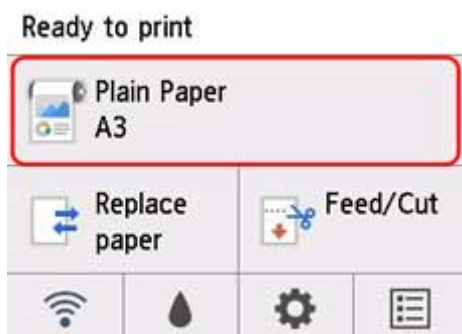 Ready to print
Plain Paper
A3
Replace
paper
Feed/Cut